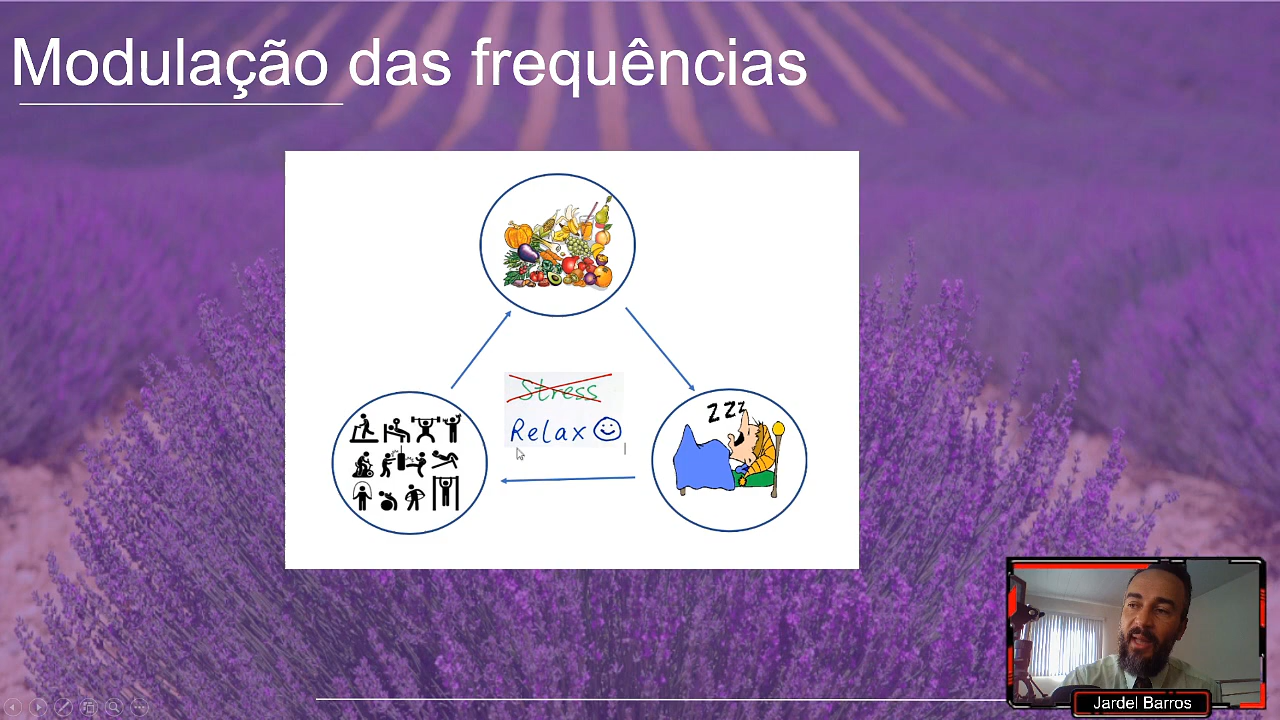 Modulação das frequências
Stress
Relax
zzz
Jardel Barros